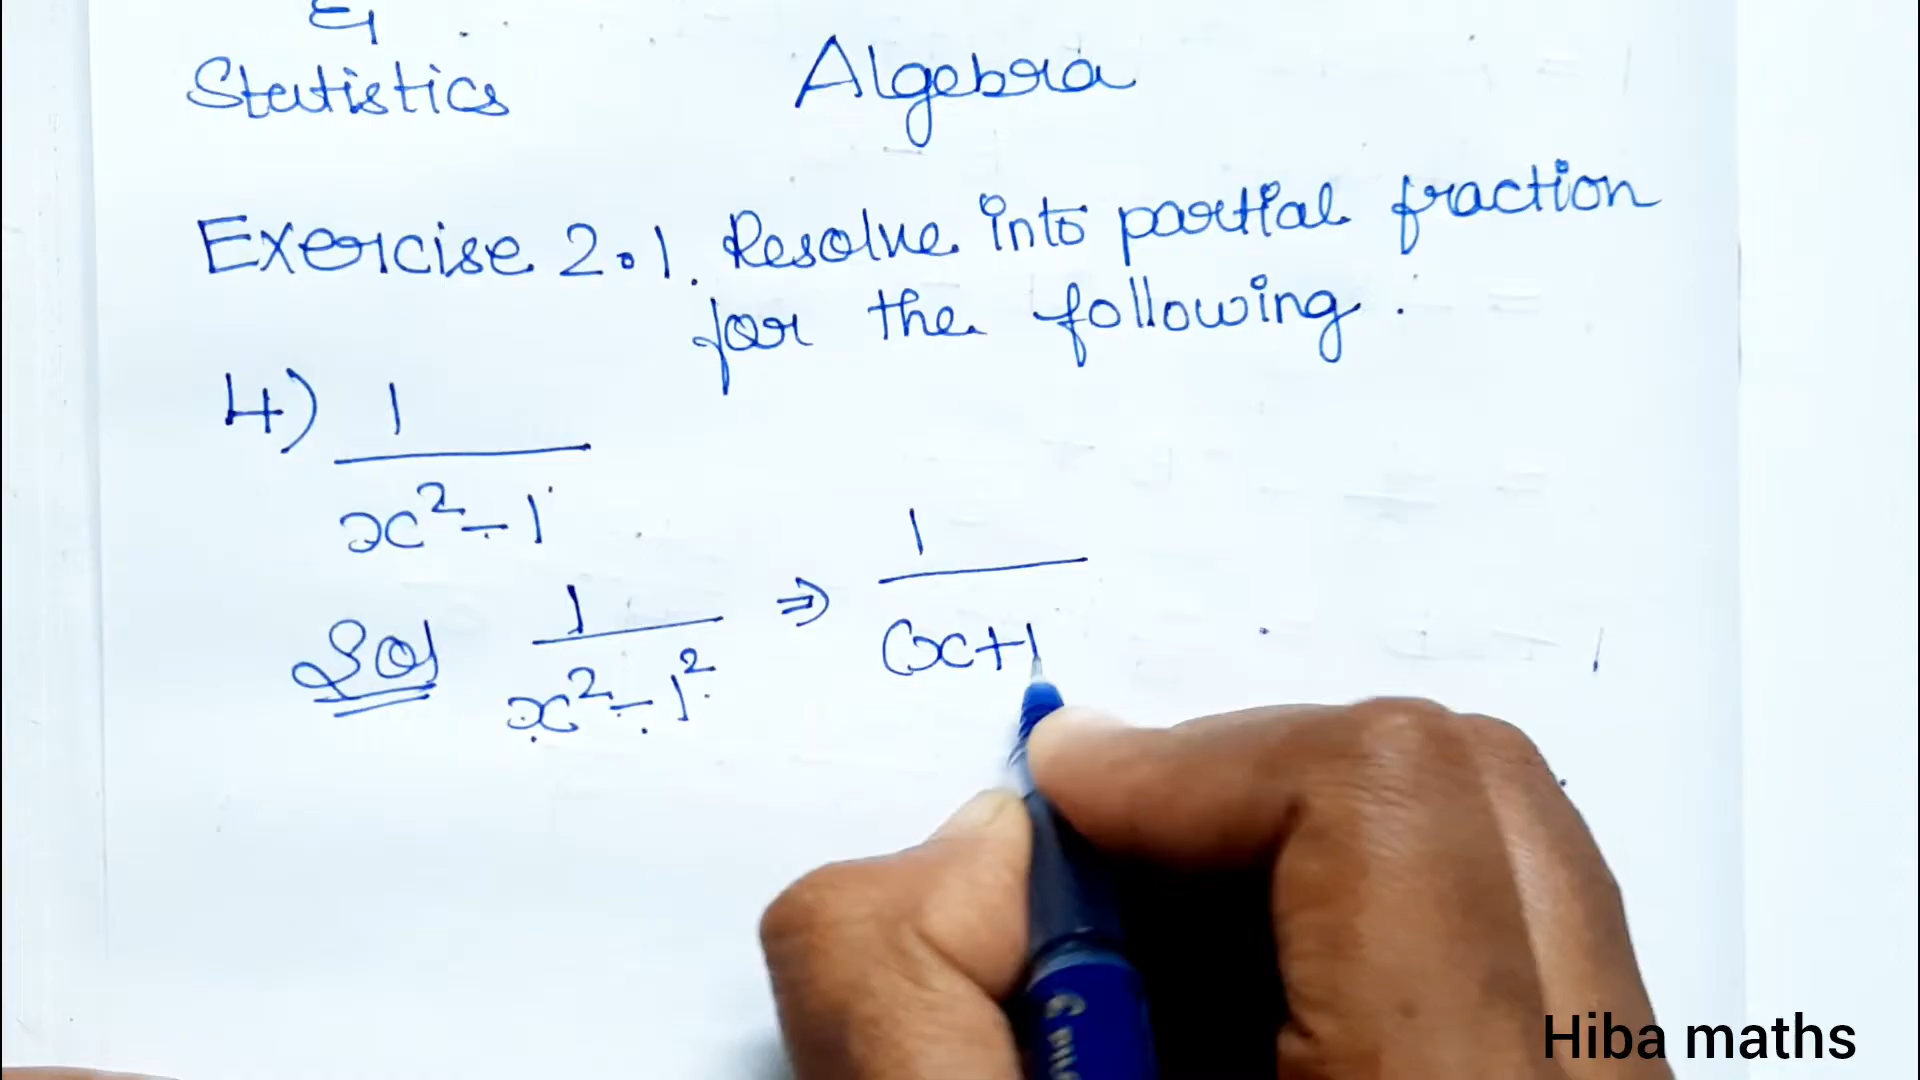 &
Statistics Algebra
Exercise 2.1. Resolve into partial fraction
for the following.
4) 1
x² - 1
Sol 1 ⇒ 1
x² - 1² (x+1
Hiba maths